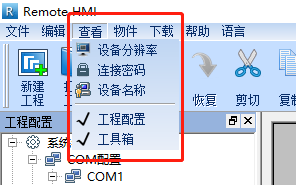 Remote HMI
文件 编辑 查看 物件 下载 帮助 语言
设备分辨率
连接密码
设备名称
工程配置
工具箱
新建
工程
恢复 剪切 复制
工程配置
系统
COM配置
COM1